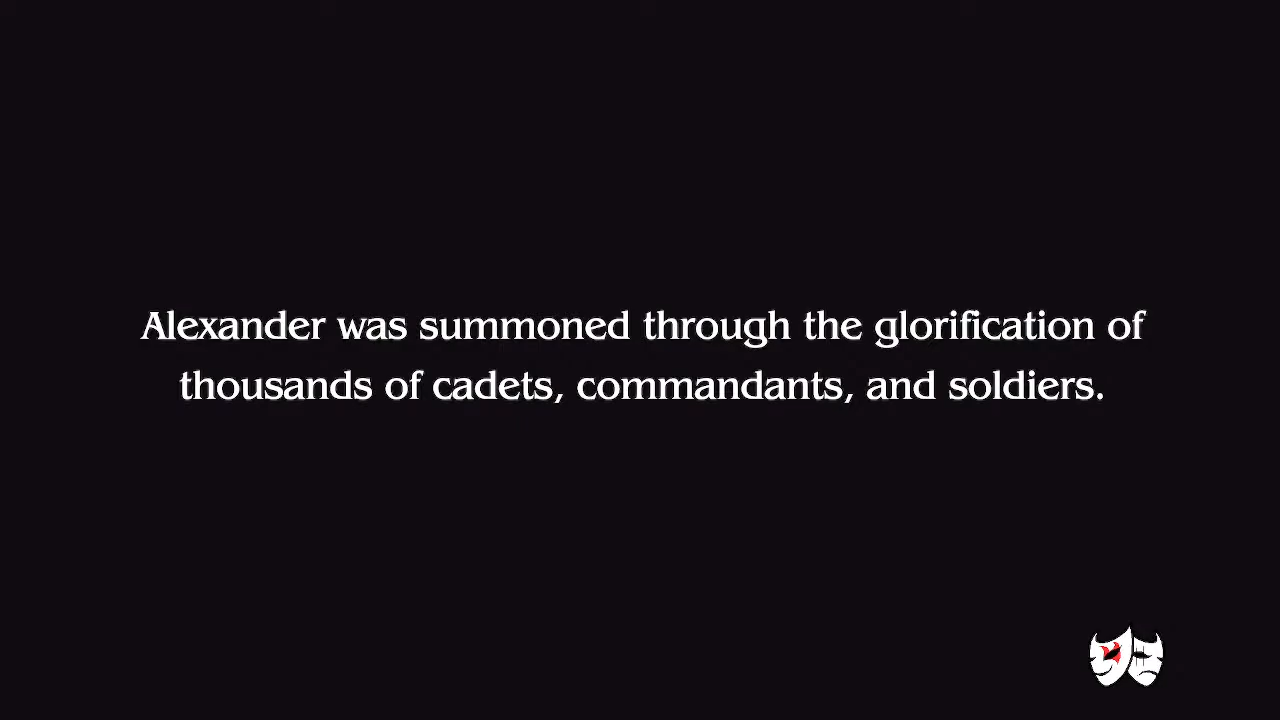 Alexander was summoned through the glorification of
thousands of cadets, commandants, and soldiers.